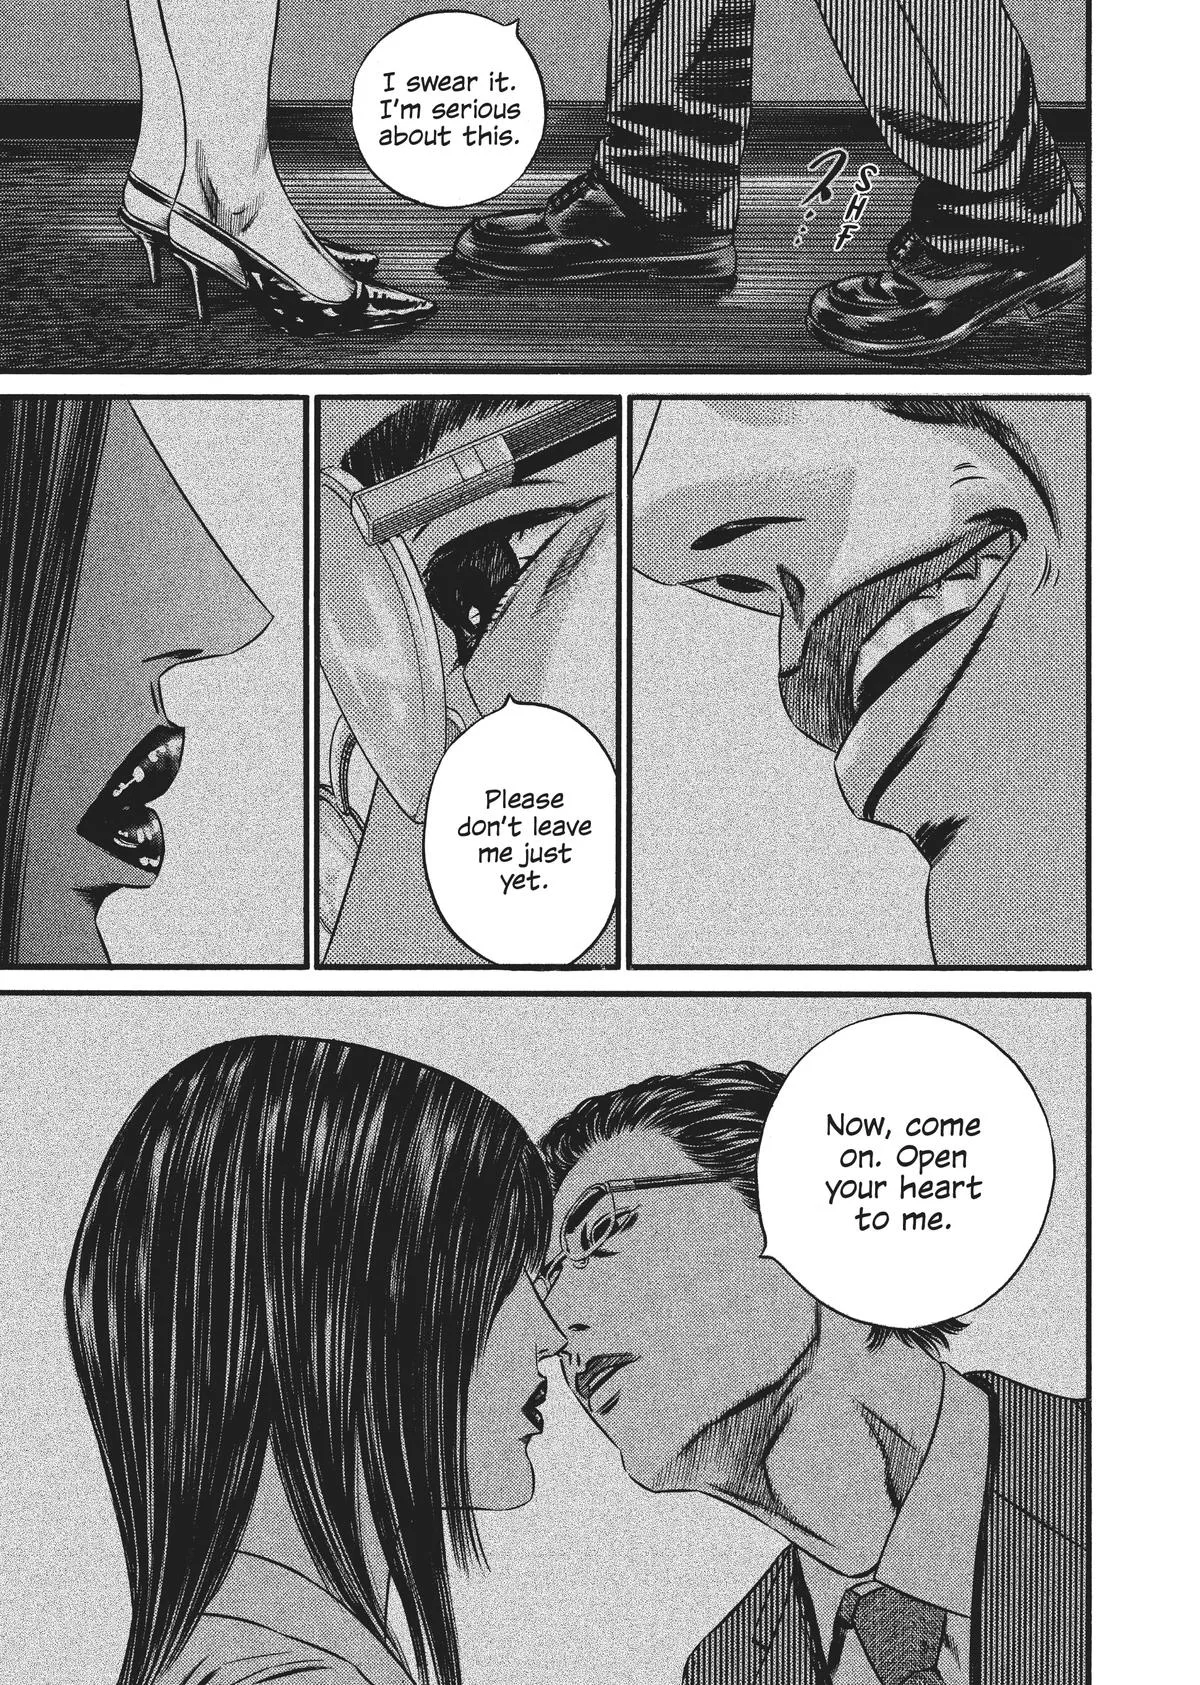 I swear it.
I'm serious
about this.
ス…
SHF
Please
don't leave
me just
yet.
Now, come
on. Open
your heart
to me.